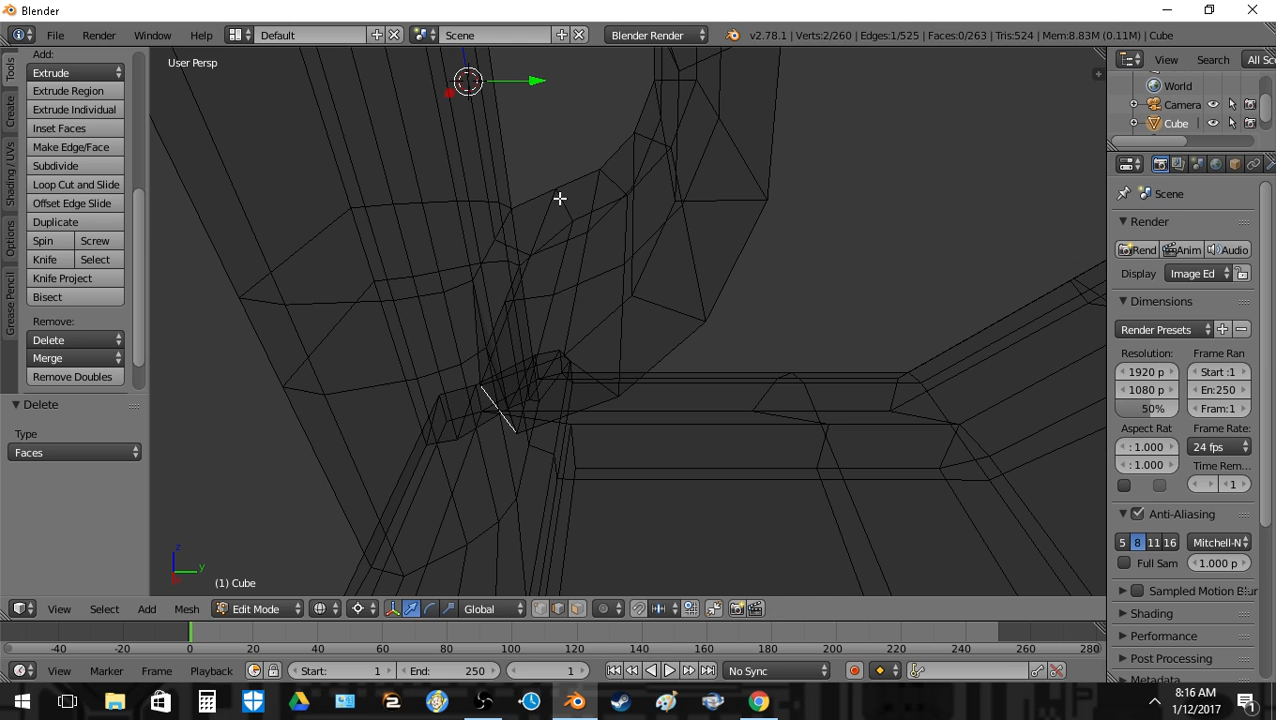 Blender
File
Render
Window
Help
Default
Scene
Blender Render
v2.78.1 | Verts:2/260 | Edges:1/525 | Faces:0/263 | Tris:524 | Mem:8.83M (0.11M) | Cube
Tools
Create
Shading / UVs
Options
Grease Pencil
Add:
Extrude
Extrude Region
Extrude Individual
Inset Faces
Make Edge/Face
Subdivide
Loop Cut and Slide
Offset Edge Slide
Duplicate
Spin
Screw
Knife
Select
Knife Project
Bisect
Remove:
Delete
Merge
Remove Doubles
Delete
Type
Faces
User Persp
z
y
(1) Cube
View
Search
All Sc
World
Camera
Cube
Scene
Render
Rend
Anim
Audio
Display
Image Ed
Dimensions
Render Presets
Resolution:
Frame Ran
1920 p
Start :1
1080 p
En:250
50%
Fram:1
Aspect Rat
Frame Rate:
: 1.000
24 fps
: 1.000
Time Rem...
1
Anti-Aliasing
5
8
11
16
Mitchell-N
Full Sam
1.000 p
Sampled Motion Blur
Shading
Performance
Post Processing
Metadata
View
Select
Add
Mesh
Edit Mode
Global
-40
-20
0
20
40
60
80
100
120
140
160
180
200
220
240
260
280
View
Marker
Frame
Playback
Start:
1
End:
250
1
No Sync
8:16 AM
1/12/2017
1